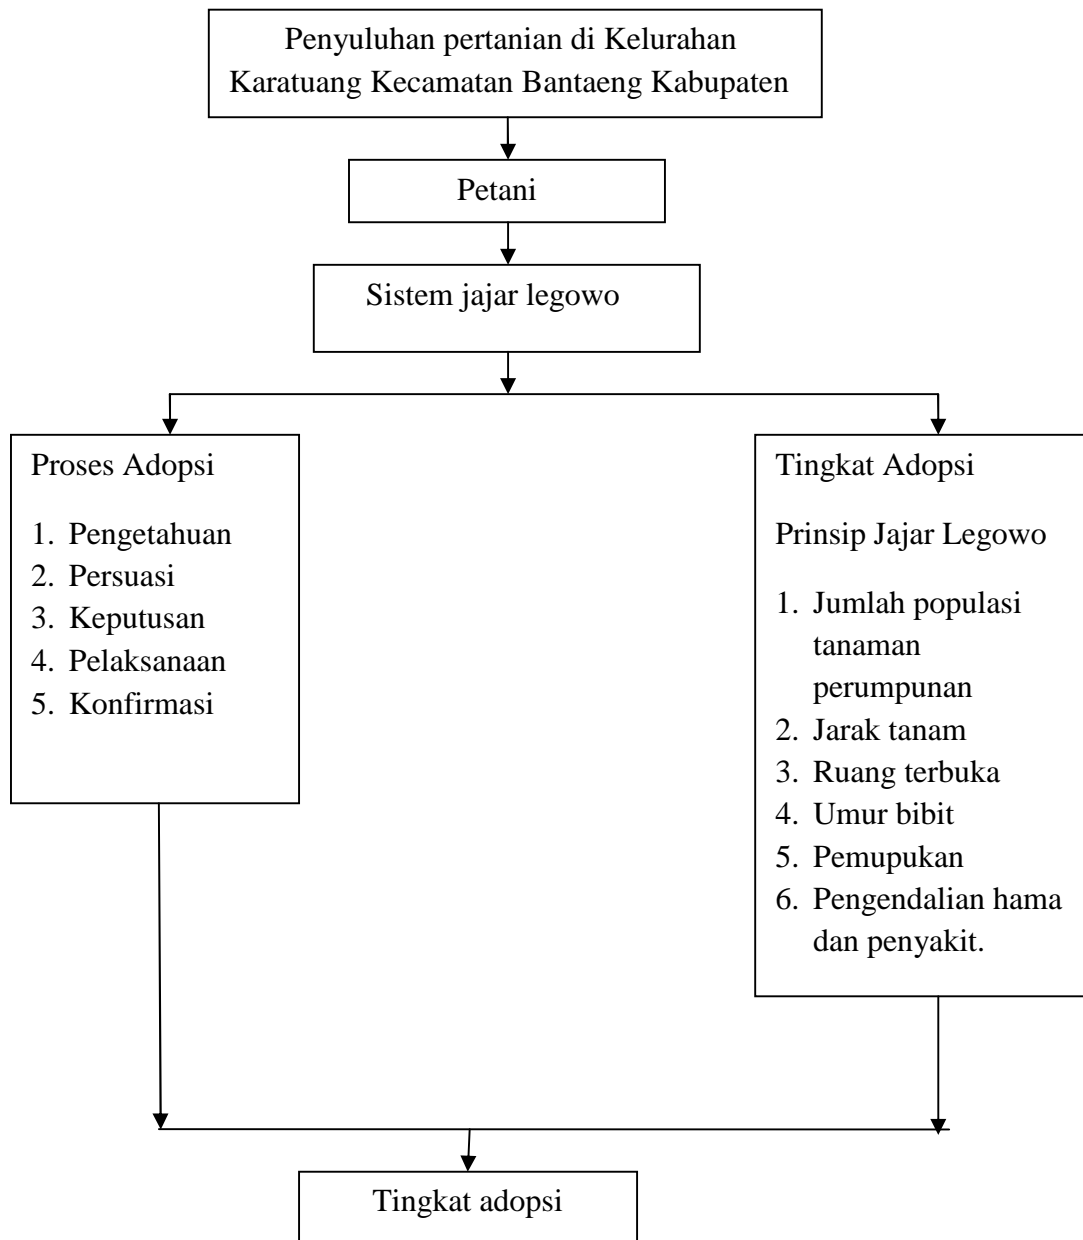 Penyuluhan pertanian di Kelurahan
Karatuang Kecamatan Bantaeng Kabupaten
Petani
Sistem jajar legowo
Proses Adopsi
1. Pengetahuan
2. Persuasi
3. Keputusan
4. Pelaksanaan
5. Konfirmasi
Tingkat Adopsi
Prinsip Jajar Legowo
1. Jumlah populasi
tanaman
perumpunan
2. Jarak tanam
3. Ruang terbuka
4. Umur bibit
5. Pemupukan
6. Pengendalian hama
dan penyakit.
Tingkat adopsi